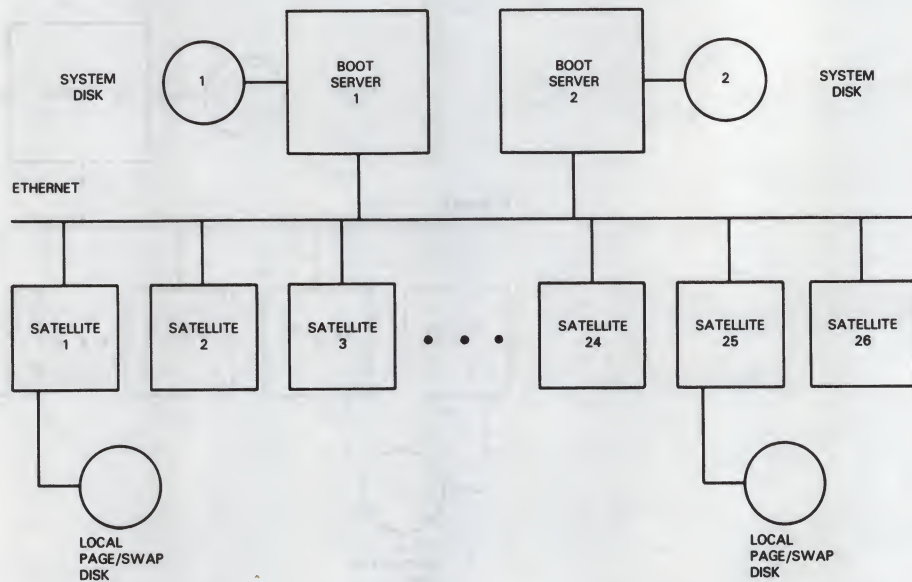 SYSTEM
DISK
1
BOOT
SERVER
1
BOOT
SERVER
2
2
SYSTEM
DISK
ETHERNET
SATELLITE
1
SATELLITE
2
SATELLITE
3
SATELLITE
24
SATELLITE
25
SATELLITE
26
LOCAL
PAGE/SWAP
DISK
LOCAL
PAGE/SWAP
DISK